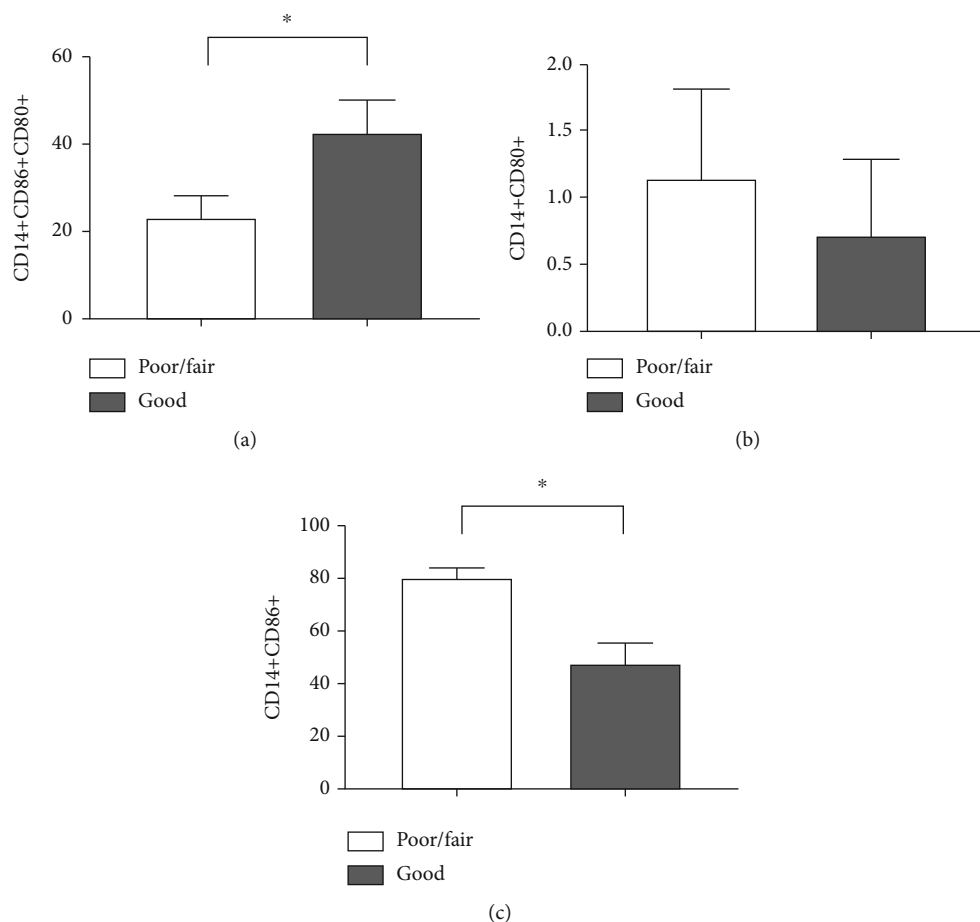 *
60
40
20
0
CD14+CD86+CD80+
Poor/fair
Good
(a)
2.0
1.5
1.0
0.5
0.0
CD14+CD80+
Poor/fair
Good
(b)
*
100
80
60
40
20
0
CD14+CD86+
Poor/fair
Good
(c)